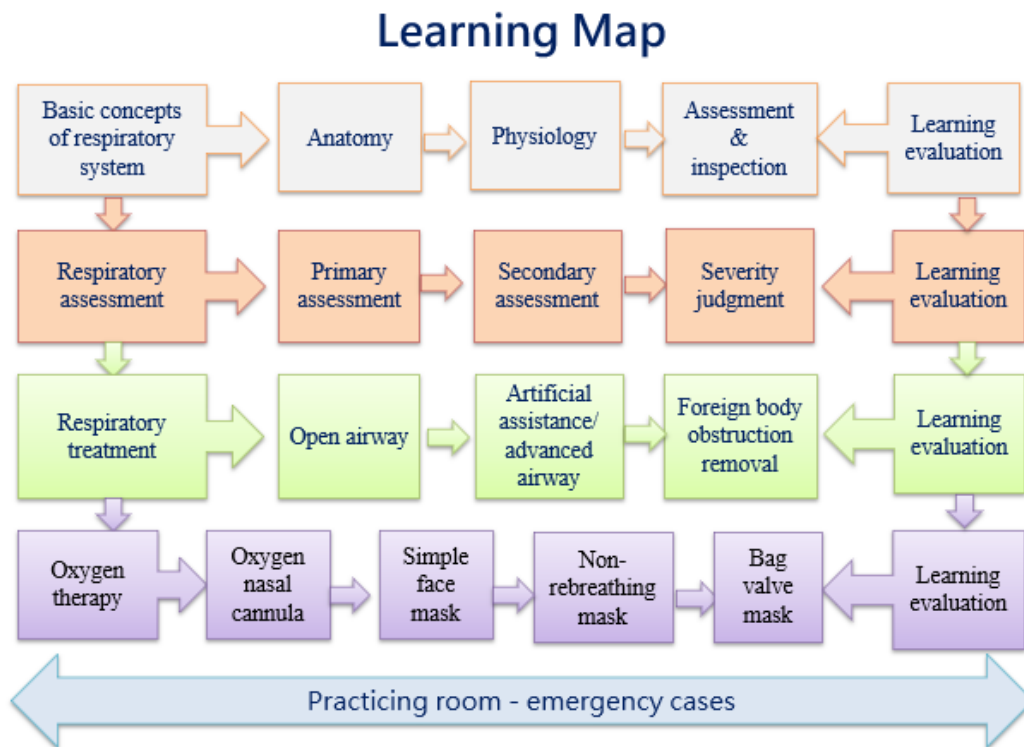 Learning Map
Basic concepts
of respiratory
system
Anatomy
Physiology
Assessment
&
inspection
Learning
evaluation
Respiratory
assessment
Primary
assessment
Secondary
assessment
Severity
judgment
Learning
evaluation
Respiratory
treatment
Open airway
Artificial
assistance/
advanced
airway
Foreign body
obstruction
removal
Learning
evaluation
Oxygen
therapy
Oxygen
nasal
cannula
Simple
face
mask
Non-
rebreathing
mask
Bag
valve
mask
Learning
evaluation
Practicing room - emergency cases